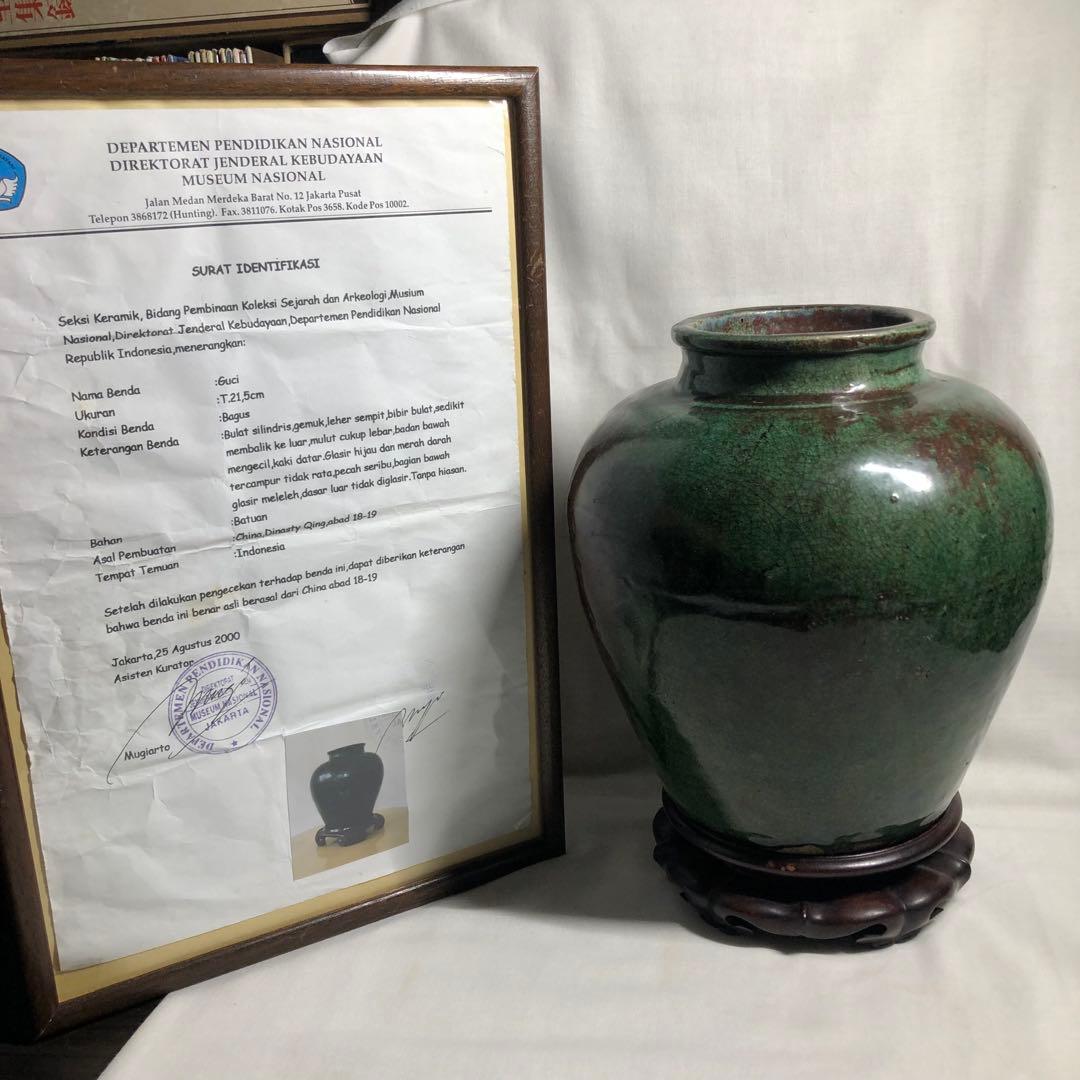 集金
DEPARTEMEN PENDIDIKAN NASIONAL
DIREKTORAT JENDERAL KEBUDAYAAN
MUSEUM NASIONAL
Jalan Medan Merdeka Barat No. 12 Jakarta Pusat
Telepon 3868172 (Hunting). Fax. 3811076. Kotak Pos 3658. Kode Pos 10002.
SURAT IDENTIFIKASI
Seksi Keramik, Bidang Pembinaan Koleksi Sejarah dan Arkeologi,Musium
Nasional,Direktorat Jenderal Kebudayaan,Departemen Pendidikan Nasional
Republik Indonesia,menerangkan:
Nama Benda :Guci
Ukuran :T.21,5cm
Kondisi Benda :Bagus
Keterangan Benda :Bulat silindris,gemuk,leher sempit,bibir bulat,sedikit
membalik ke luar,mulut cukup lebar,badan bawah
mengecil,kaki datar.Glasir hijau dan merah darah
tercampur tidak rata,pecah seribu,bagian bawah
glasir meleleh,dasar luar tidak diglasir.Tanpa hiasan.
Bahan :Batuan
Asal Pembuatan :China,Dinasty Qing,abad 18-19
Tempat Temuan :Indonesia
Setelah dilakukan pengecekan terhadap benda ini,dapat diberikan keterangan
bahwa benda ini benar asli berasal dari China abad 18-19
Jakarta,25 Agustus 2000
Asisten Kurator
DEPARTEMEN PENDIDIKAN NASIONAL
DIREKTORAT
MUSEUM NASIONAL
JAKARTA
Mugiarto